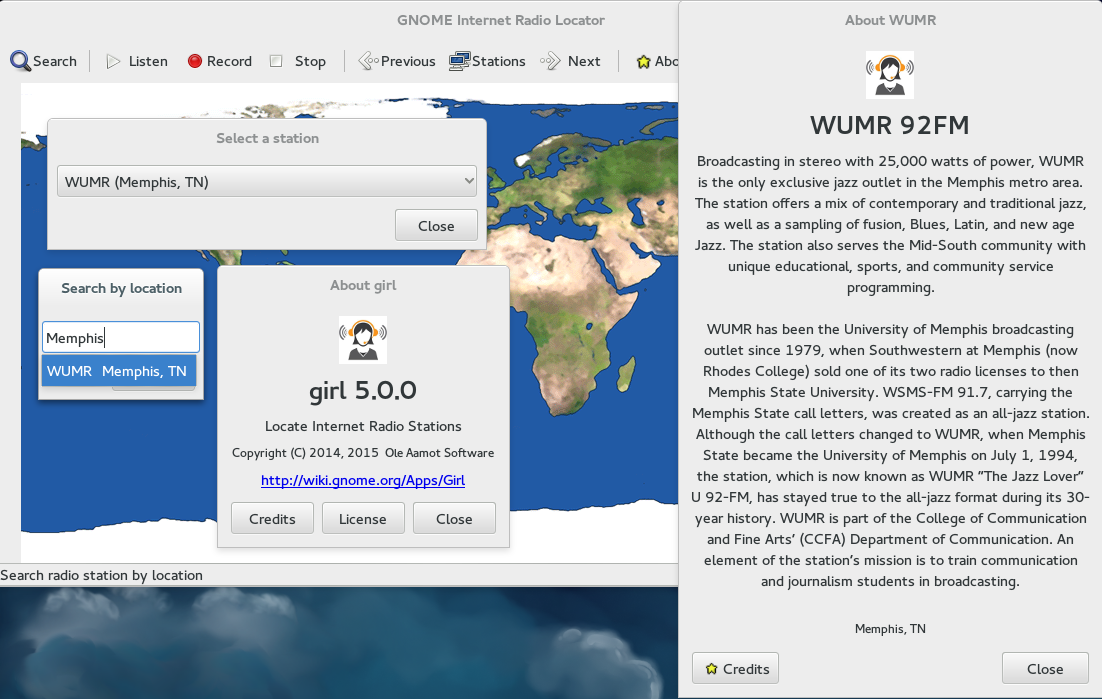 GNOME Internet Radio Locator
Search
Listen
Record
Stop
Previous
Stations
Next
Abo
Select a station
WUMR (Memphis, TN)
Close
Search by location
Memphis
WUMR Memphis, TN
About girl
girl 5.0.0
Locate Internet Radio Stations
Copyright (C) 2014, 2015 Ole Aamot Software
http://wiki.gnome.org/Apps/Girl
Credits
License
Close
Search radio station by location
About WUMR
WUMR 92FM
Broadcasting in stereo with 25,000 watts of power, WUMR
is the only exclusive jazz outlet in the Memphis metro area.
The station offers a mix of contemporary and traditional jazz,
as well as a sampling of fusion, Blues, Latin, and new age
Jazz. The station also serves the Mid-South community with
unique educational, sports, and community service
programming.
WUMR has been the University of Memphis broadcasting
outlet since 1979, when Southwestern at Memphis (now
Rhodes College) sold one of its two radio licenses to then
Memphis State University. WSMS-FM 91.7, carrying the
Memphis State call letters, was created as an all-jazz station.
Although the call letters changed to WUMR, when Memphis
State became the University of Memphis on July 1, 1994,
the station, which is now known as WUMR “The Jazz Lover”
U 92-FM, has stayed true to the all-jazz format during its 30-
year history. WUMR is part of the College of Communication
and Fine Arts’ (CCFA) Department of Communication. An
element of the station’s mission is to train communication
and journalism students in broadcasting.
Memphis, TN
Credits
Close